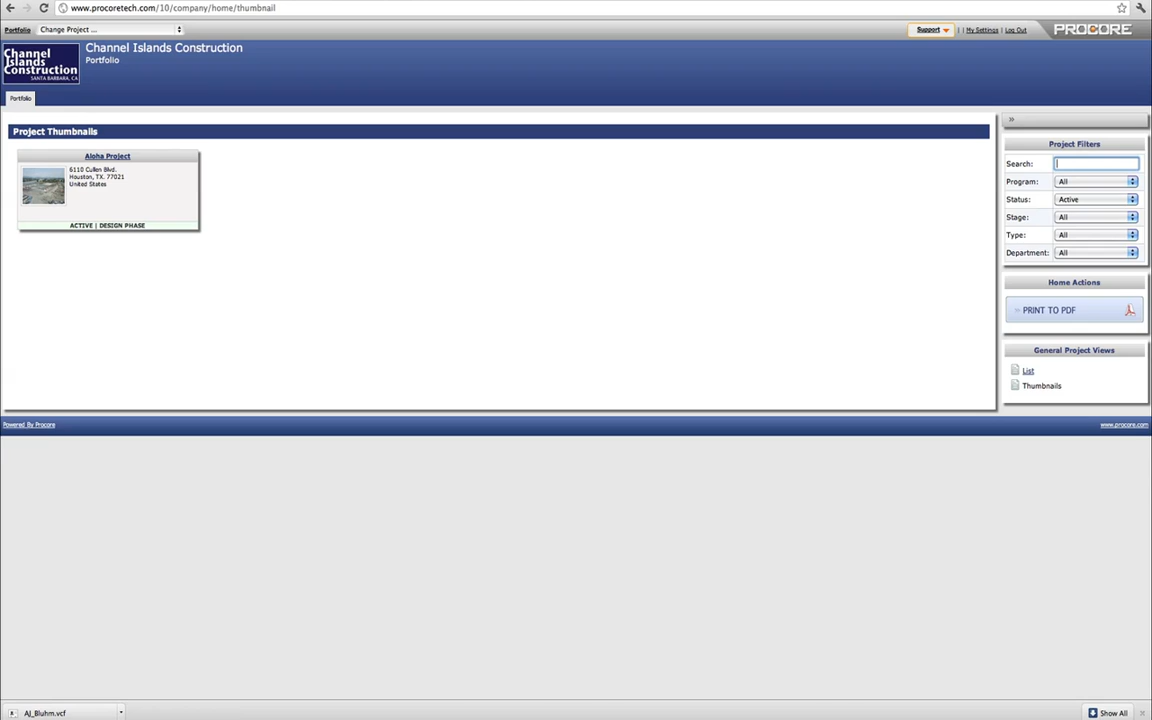 www.procoretech.com/10/company/home/thumbnail
Portfolio Change Project ... Support | | My Settings | Log Out PROCORE
Channel Islands Construction SANTA BARBARA, CA
Channel Islands Construction
Portfolio
Portfolio
Project Thumbnails
Aloha Project
6110 Cullen Blvd.
Houston, TX. 77021
United States
ACTIVE | DESIGN PHASE
»
Project Filters
Search:
Program: All
Status: Active
Stage: All
Type: All
Department: All
Home Actions
» PRINT TO PDF
General Project Views
List
Thumbnails
Powered By Procore www.procore.com
AJ_Bluhm.vcf Show All